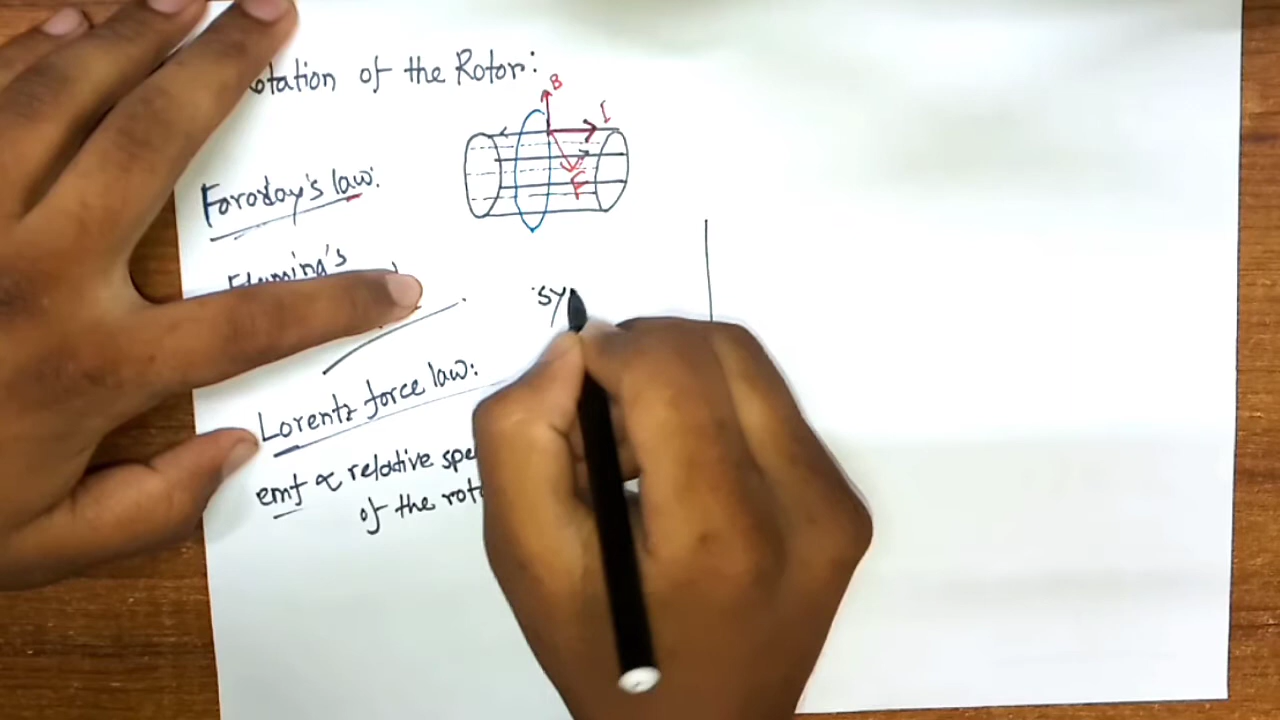 otation of the Rotor:
B
I
F
Faraday's law:
Fleming's
sy
Lorentz force law:
emf ∝ relative spe
of the rot